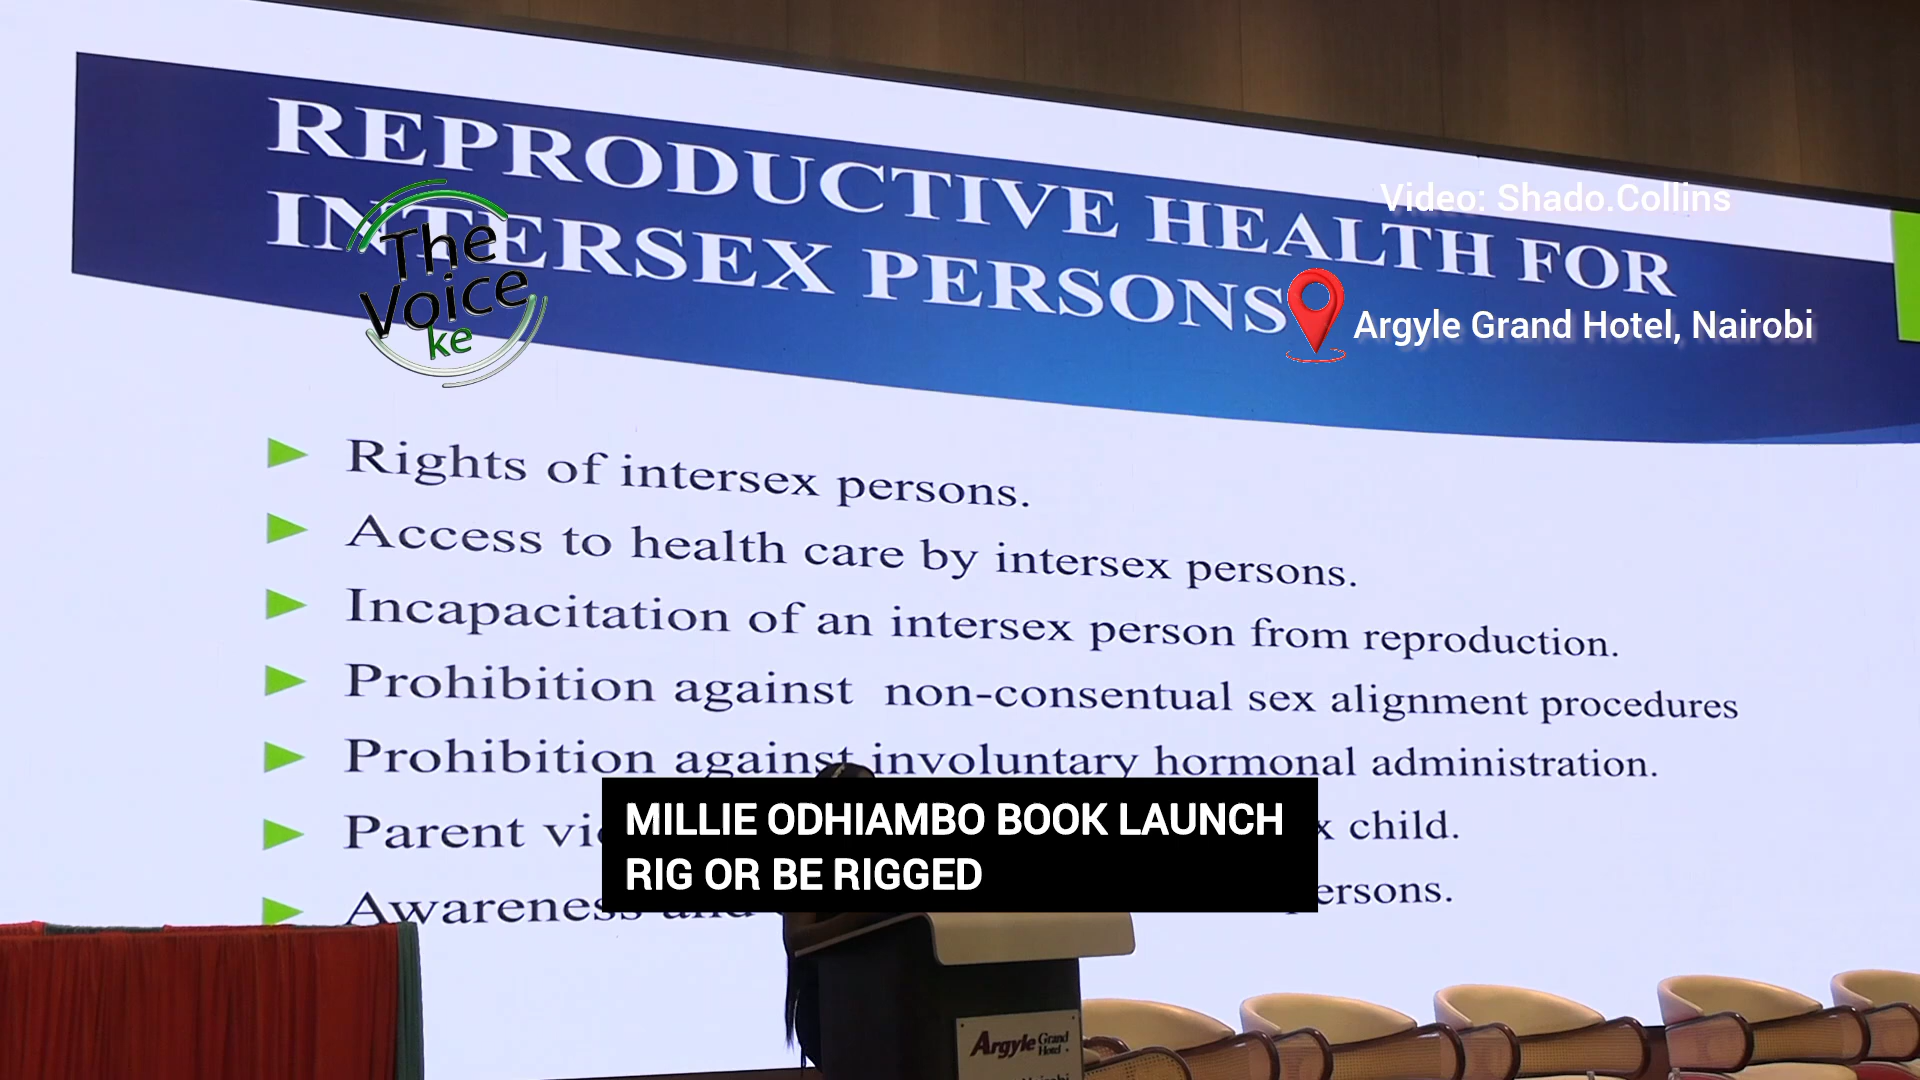 REPRODUCTIVE HEALTH FOR
INTERSEX PERSONS
Video: Shado.Collins
The
Voice
ke
Argyle Grand Hotel, Nairobi
Rights of intersex persons.
Access to health care by intersex persons.
Incapacitation of an intersex person from reproduction.
Prohibition against non-consentual sex alignment procedures
Prohibition against involuntary hormonal administration.
Parent child.
Awareness and
MILLIE ODHIAMBO BOOK LAUNCH
RIG OR BE RIGGED
Argyle Grand
Hotel